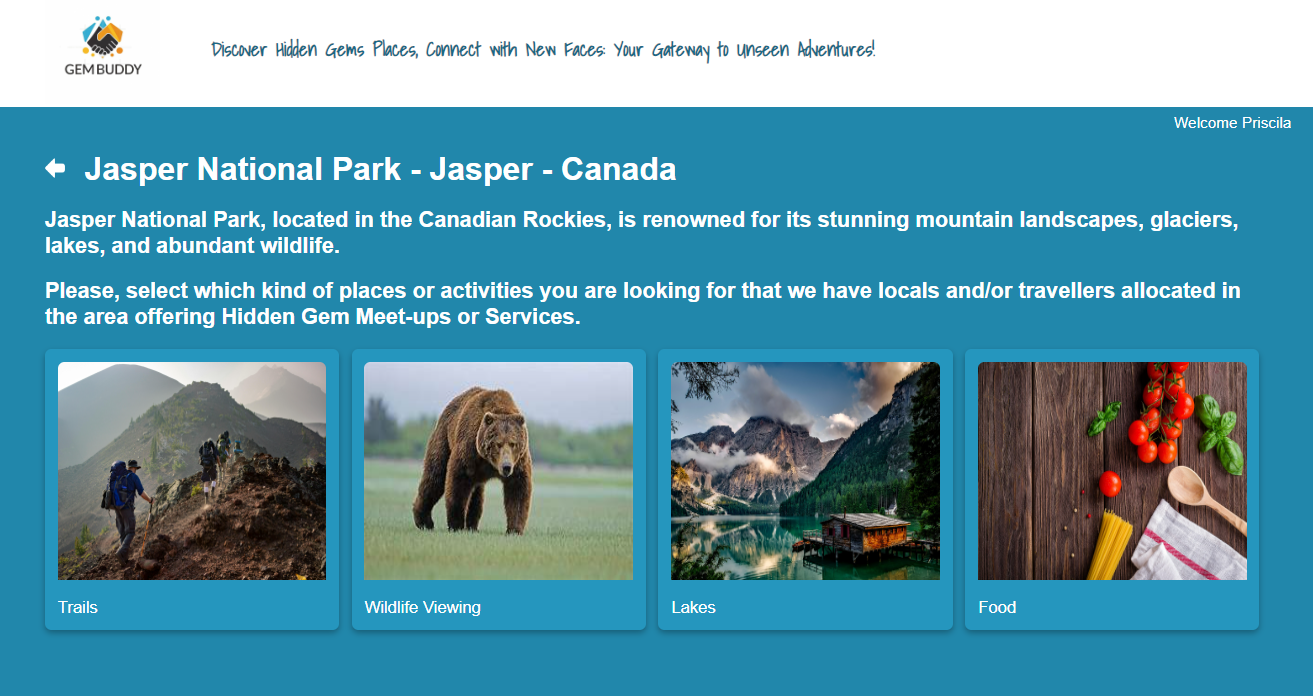 GEM BUDDY
Discover Hidden Gems Places, Connect with New Faces: Your Gateway to Unseen Adventures!
Welcome Priscila
Jasper National Park - Jasper - Canada
Jasper National Park, located in the Canadian Rockies, is renowned for its stunning mountain landscapes, glaciers,
lakes, and abundant wildlife.
Please, select which kind of places or activities you are looking for that we have locals and/or travellers allocated in
the area offering Hidden Gem Meet-ups or Services.
Trails
Wildlife Viewing
Lakes
Food